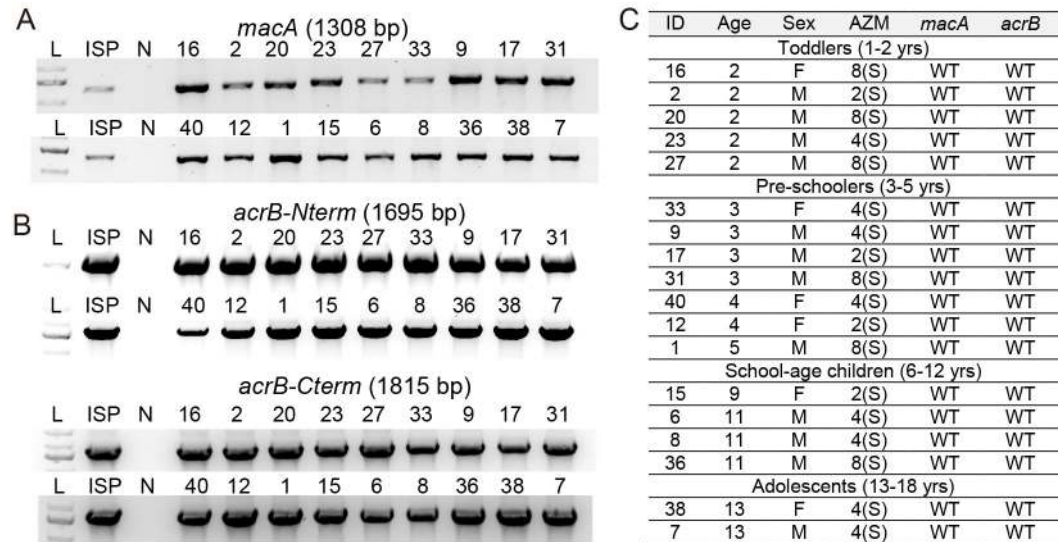 A
macA (1308 bp)
L ISP N 16 2 20 23 27 33 9 17 31
L ISP N 40 12 1 15 6 8 36 38 7
B
acrB-Nterm (1695 bp)
L ISP N 16 2 20 23 27 33 9 17 31
L ISP N 40 12 1 15 6 8 36 38 7
acrB-Cterm (1815 bp)
L ISP N 16 2 20 23 27 33 9 17 31
L ISP N 40 12 1 15 6 8 36 38 7
C
ID Age Sex AZM macA acrB
Toddlers (1-2 yrs)
16 2 F 8(S) WT WT
2 2 M 2(S) WT WT
20 2 M 8(S) WT WT
23 2 M 4(S) WT WT
27 2 M 8(S) WT WT
Pre-schoolers (3-5 yrs)
33 3 F 4(S) WT WT
9 3 M 4(S) WT WT
17 3 M 2(S) WT WT
31 3 M 8(S) WT WT
40 4 F 4(S) WT WT
12 4 F 2(S) WT WT
1 5 M 8(S) WT WT
School-age children (6-12 yrs)
15 9 F 2(S) WT WT
6 11 M 4(S) WT WT
8 11 M 4(S) WT WT
36 11 M 8(S) WT WT
Adolescents (13-18 yrs)
38 13 F 4(S) WT WT
7 13 M 4(S) WT WT